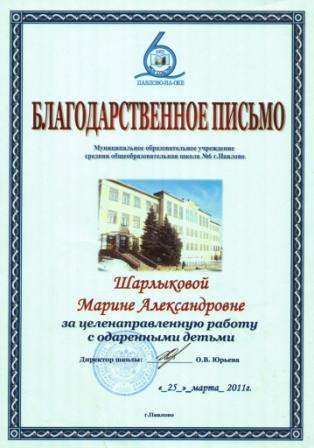 ПАВЛОВО-НА-ОКЕ
БЛАГОДАРСТВЕННОЕ ПИСЬМО
Муниципальное образовательное учреждение
средняя общеобразовательная школа №6 г.Павлово
Шарлыковой
Марине Александровне
за целенаправленную работу
с одаренными детьми
Директор школы: О.В. Юрьева
«_25_»_марта_ 2011г.
г.Павлово